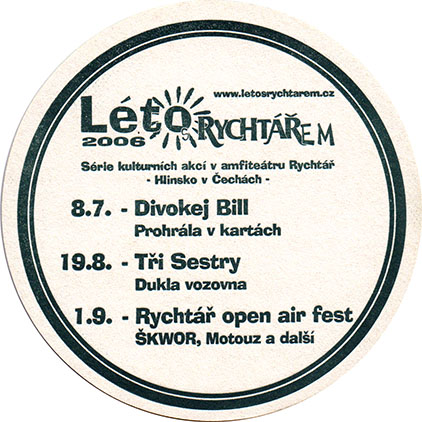 www.letosrychtarem.cz
Léto s RYCHTÁŘEM
2006
Série kulturních akcí v amfiteátru Rychtář
- Hlinsko v Čechách -
8.7. - Divokej Bill
Prohrála v kartách
19.8. - Tři Sestry
Dukla vozovna
1.9. - Rychtář open air fest
ŠKWOR, Motouz a další